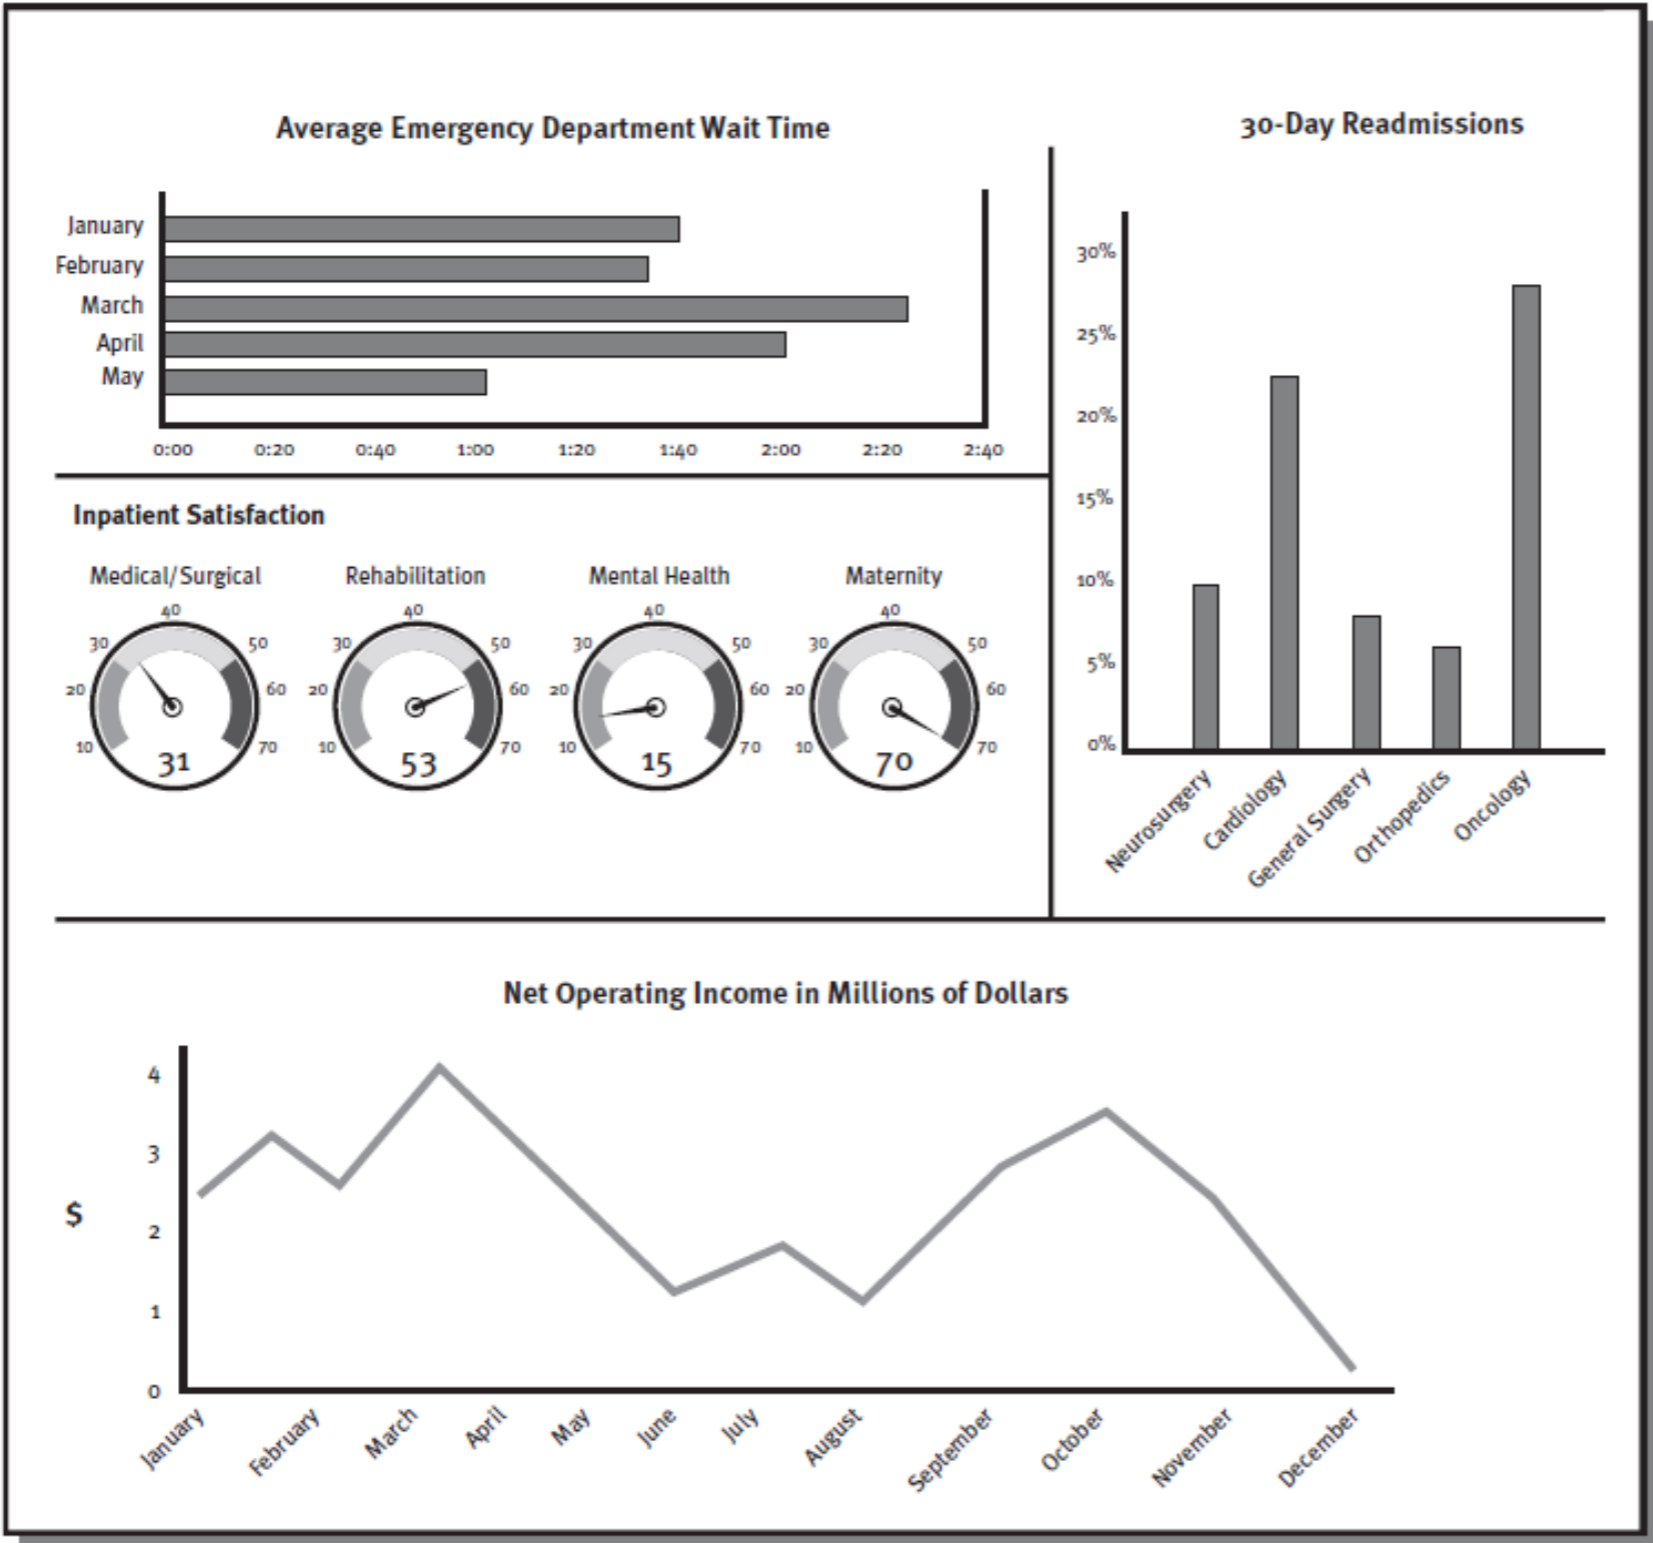 Average Emergency Department Wait Time
January
February
March
April
May
0:00 0:20 0:40 1:00 1:20 1:40 2:00 2:20 2:40
30-Day Readmissions
30%
25%
20%
15%
10%
5%
0%
Neurosurgery Cardiology General Surgery Orthopedics Oncology
Inpatient Satisfaction
Medical/Surgical
10 20 30 40 50 60 70
31
Rehabilitation
10 20 30 40 50 60 70
53
Mental Health
10 20 30 40 50 60 70
15
Maternity
10 20 30 40 50 60 70
70
Net Operating Income in Millions of Dollars
$
4
3
2
1
0
January February March April May June July August September October November December